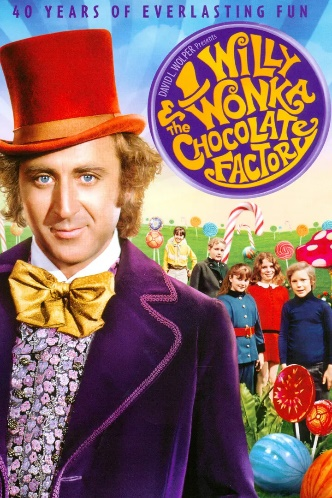 40 YEARS OF EVERLASTING FUN
DAVID L. WOLPER Presents
WILLY
WONKA
& THE
CHOCOLATE
FACTORY